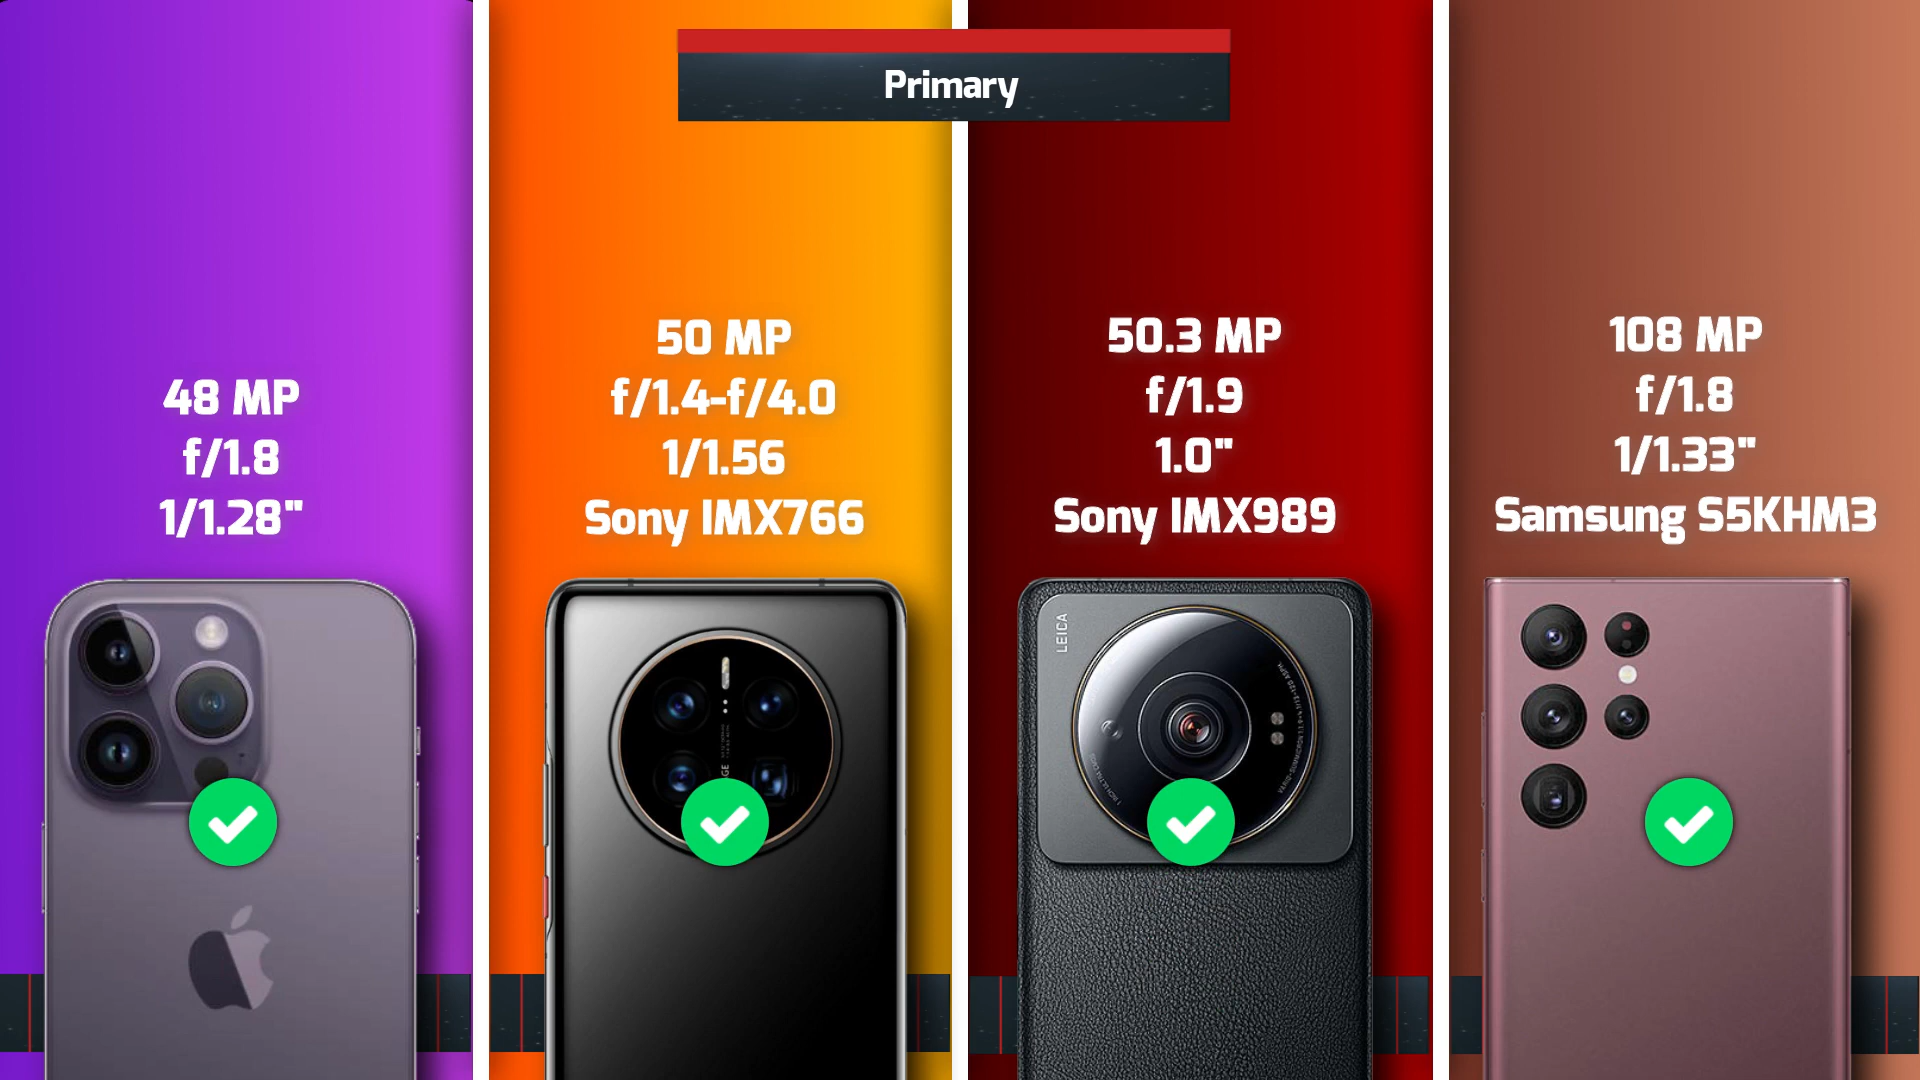 Primary
48 MP
f/1.8
1/1.28"
50 MP
f/1.4-f/4.0
1/1.56
Sony IMX766
50.3 MP
f/1.9
1.0"
Sony IMX989
108 MP
f/1.8
1/1.33"
Samsung S5KHM3
LEICA